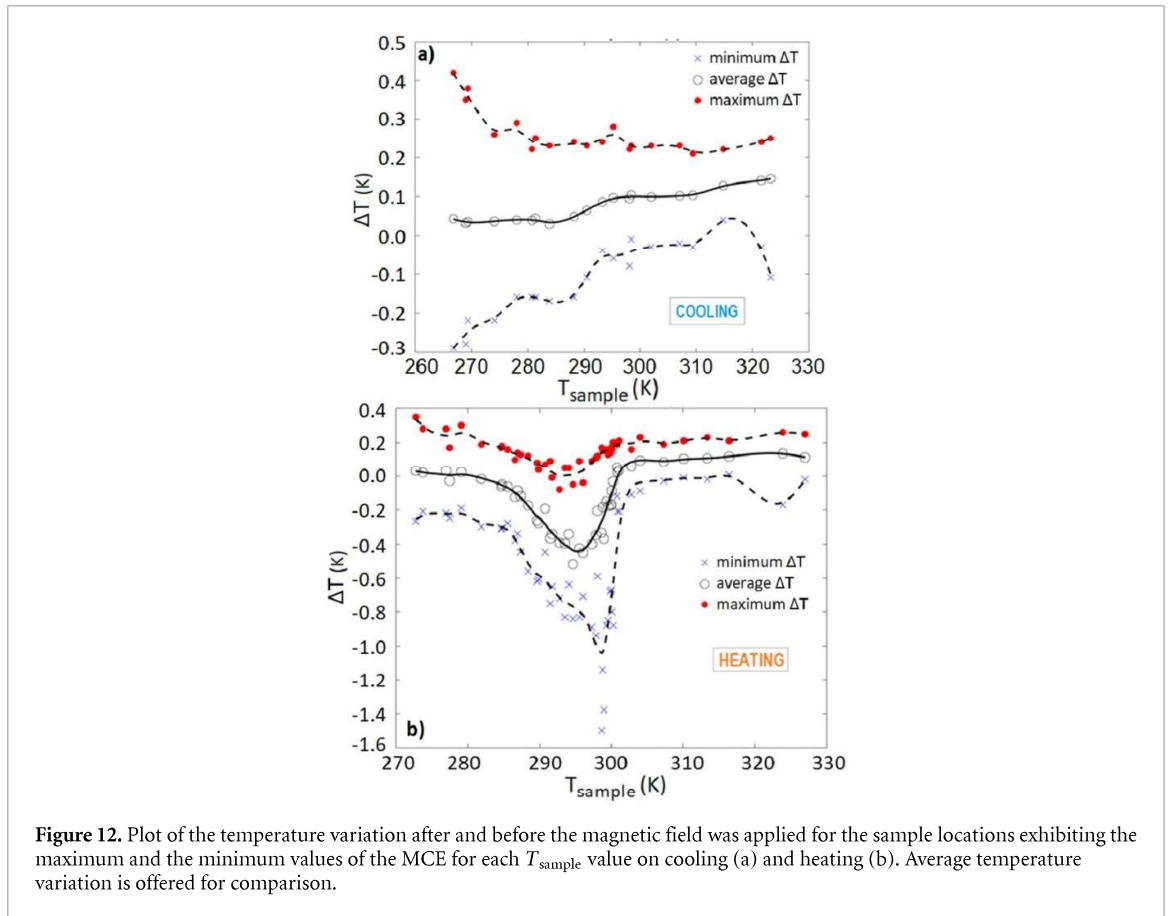 a)
0.5
0.4
0.3
0.2
0.1
0.0
-0.1
-0.2
-0.3
ΔT (K)
× minimum ΔT
○ average ΔT
● maximum ΔT
COOLING
260 270 280 290 300 310 320 330
T_sample (K)
0.4
0.2
0.0
-0.2
-0.4
-0.6
-0.8
-1.0
-1.2
-1.4
-1.6
ΔT (K)
× minimum ΔT
○ average ΔT
● maximum ΔT
HEATING
b)
270 280 290 300 310 320 330
T_sample (K)
Figure 12. Plot of the temperature variation after and before the magnetic field was applied for the sample locations exhibiting the
maximum and the minimum values of the MCE for each T_sample value on cooling (a) and heating (b). Average temperature
variation is offered for comparison.